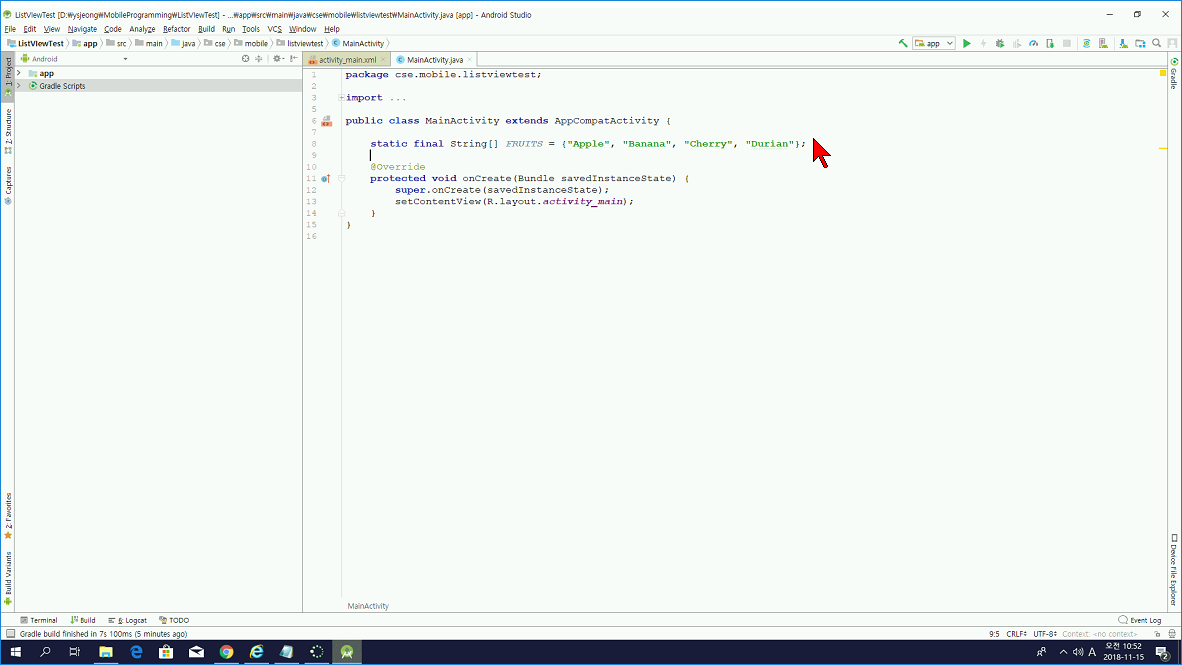 ListViewTest [D:₩ysjeong₩MobileProgramming₩ListViewTest] - ...₩app₩src₩main₩java₩cse₩mobile₩listviewtest₩MainActivity.java [app] - Android Studio
File Edit View Navigate Code Analyze Refactor Build Run Tools VCS Window Help
ListViewTest app src main java cse mobile listviewtest MainActivity app
Android activity_main.xml MainActivity.java
app
Gradle Scripts
1 package cse.mobile.listviewtest;
2
3 import ...
5
6 public class MainActivity extends AppCompatActivity {
7
8 static final String[] FRUITS = {"Apple", "Banana", "Cherry", "Durian"};
9
10 @Override
11 protected void onCreate(Bundle savedInstanceState) {
12 super.onCreate(savedInstanceState);
13 setContentView(R.layout.activity_main);
14 }
15 }
16
1: Project
7: Structure
Captures
2: Favorites
Build Variants
Gradle
Device File Explorer
MainActivity
Terminal Build 6: Logcat TODO Event Log
Gradle build finished in 7s 100ms (5 minutes ago) 9:5 CRLF UTF-8 Context: <no context>
A 오전 10:52
2018-11-15 2